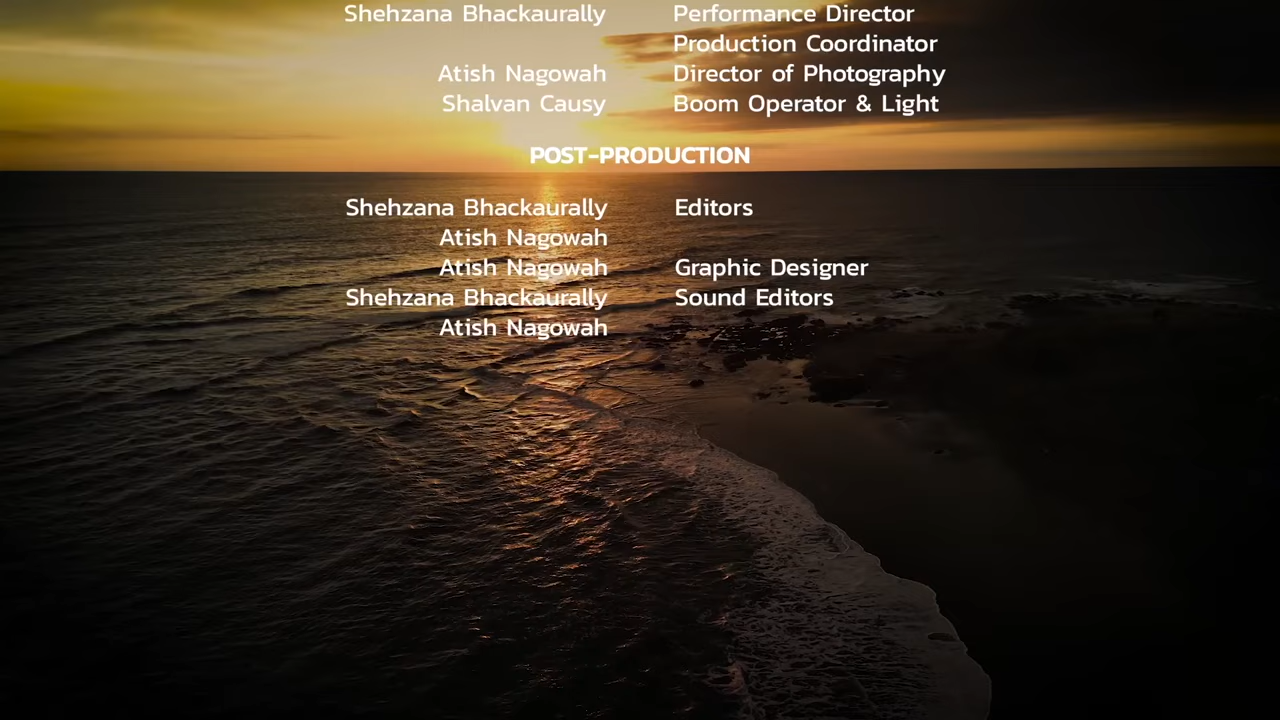 Shehzana Bhackaurally Performance Director
Production Coordinator
Atish Nagowah Director of Photography
Shalvan Causy Boom Operator & Light
POST-PRODUCTION
Shehzana Bhackaurally Editors
Atish Nagowah
Atish Nagowah Graphic Designer
Shehzana Bhackaurally Sound Editors
Atish Nagowah